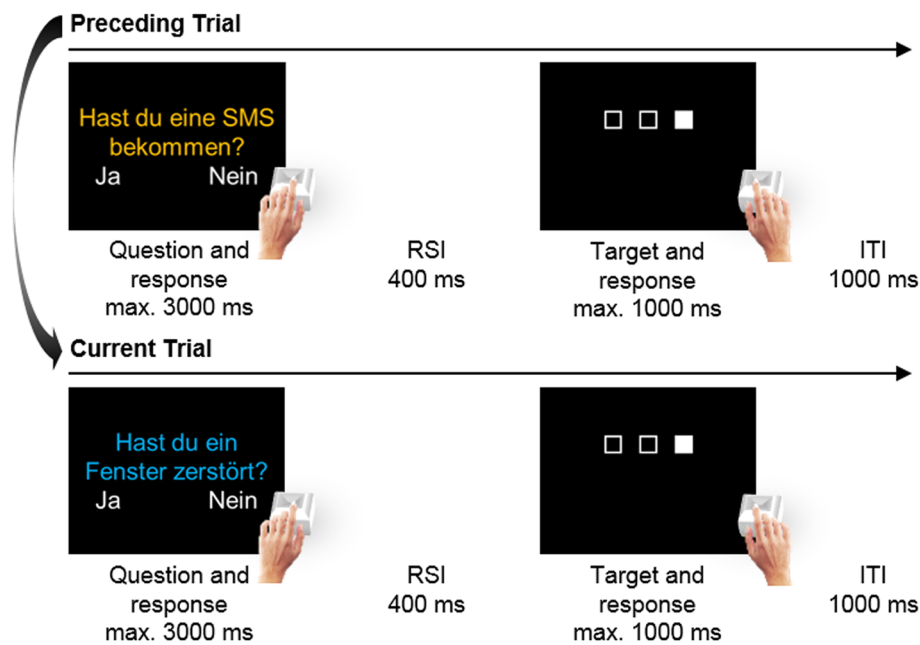 Preceding Trial
Hast du eine SMS
bekommen?
Ja Nein
Question and
response
max. 3000 ms
RSI
400 ms
Target and
response
max. 1000 ms
ITI
1000 ms
Current Trial
Hast du ein
Fenster zerstört?
Ja Nein
Question and
response
max. 3000 ms
RSI
400 ms
Target and
response
max. 1000 ms
ITI
1000 ms